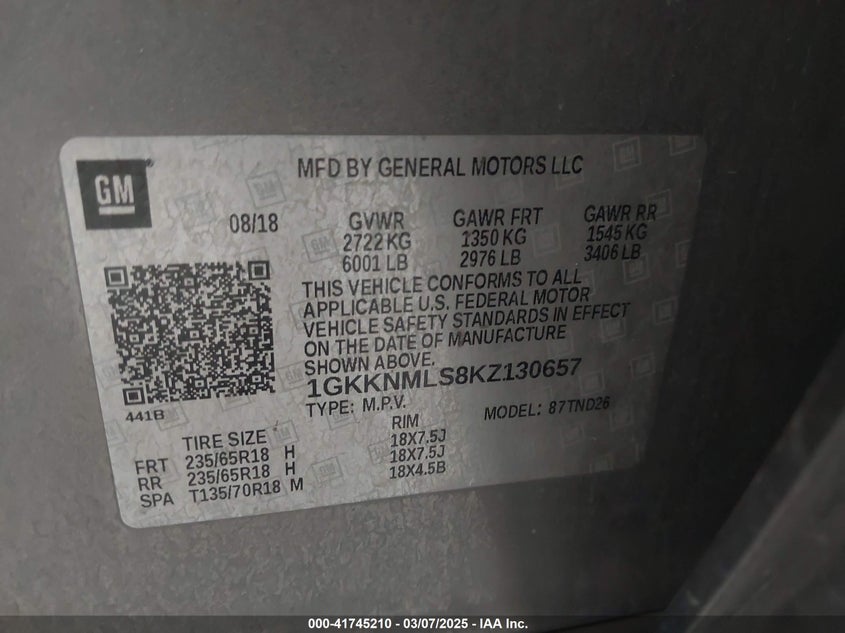 GM
MFD BY GENERAL MOTORS LLC
08/18
GVWR GAWR FRT GAWR RR
2722 KG 1350 KG 1545 KG
6001 LB 2976 LB 3406 LB
THIS VEHICLE CONFORMS TO ALL
APPLICABLE U.S. FEDERAL MOTOR
VEHICLE SAFETY STANDARDS IN EFFECT
ON THE DATE OF MANUFACTURE
SHOWN ABOVE.
1GKKNMLS8KZ130657
441B
TYPE: M.P.V. MODEL: 87TND26
TIRE SIZE RIM
FRT 235/65R18 H 18X7.5J
RR 235/65R18 H 18X7.5J
SPA T135/70R18 M 18X4.5B
000-41745210 - 03/07/2025 - IAA Inc.